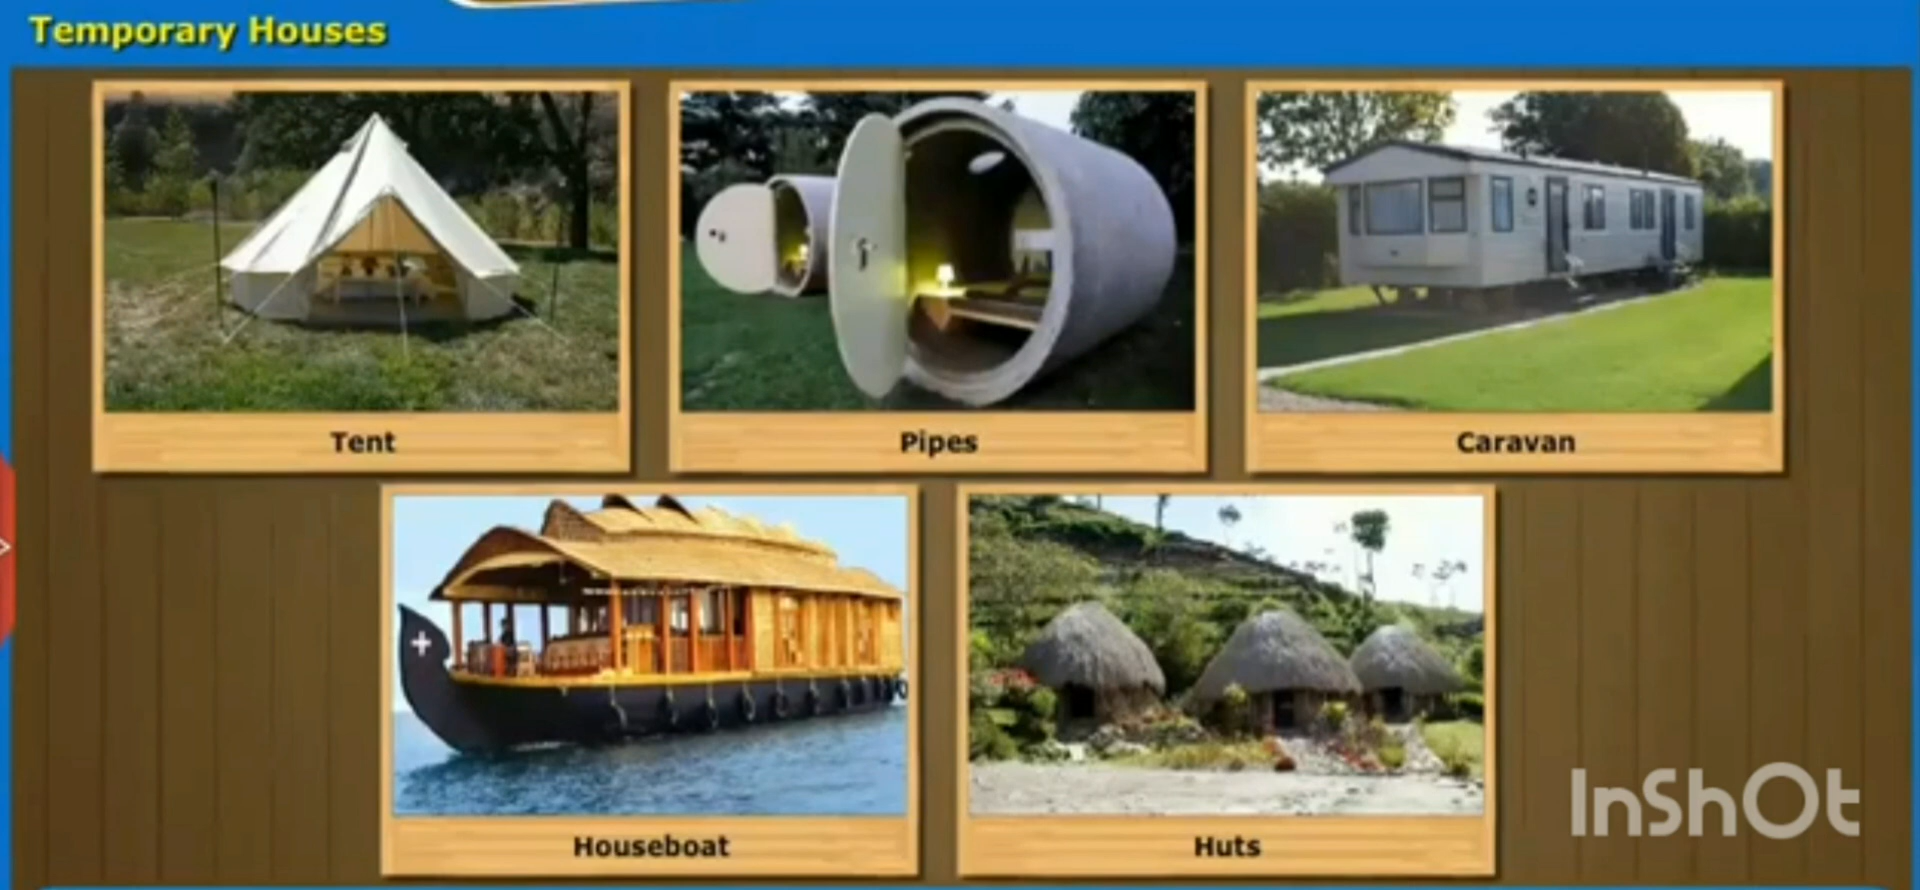 Temporary Houses
Tent
Pipes
Caravan
Houseboat
Huts
InShOt